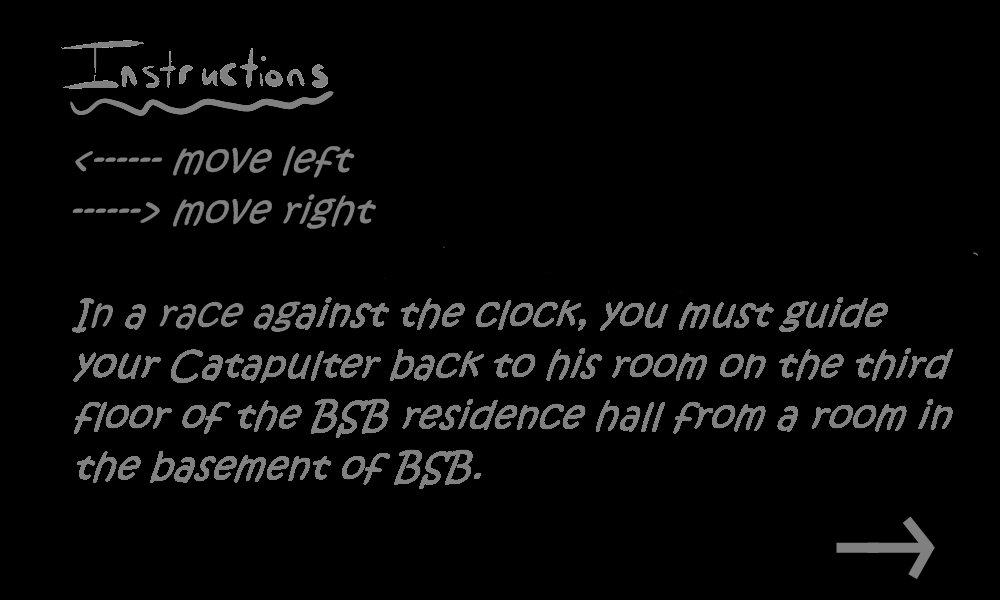 Instructions
<------ move left
------> move right
In a race against the clock, you must guide
your Catapulter back to his room on the third
floor of the BSB residence hall from a room in
the basement of BSB.